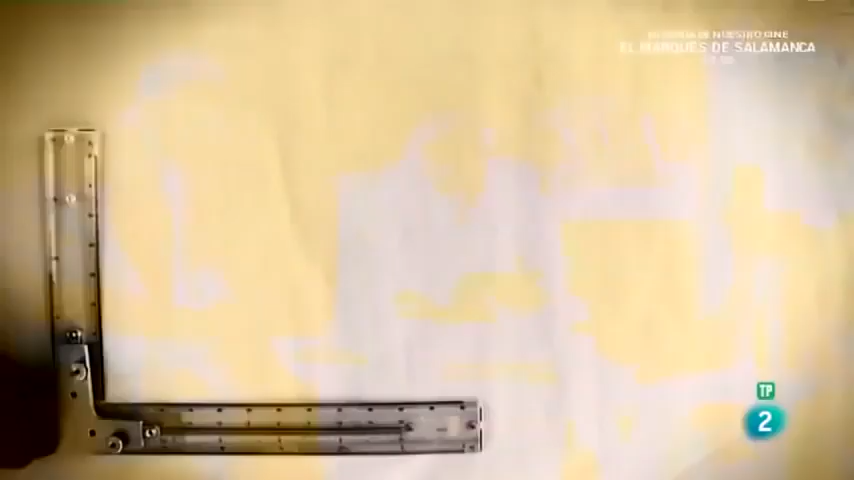 HISTORIA DE NUESTRO CINE
EL MARQUÉS DE SALAMANCA
TP
2